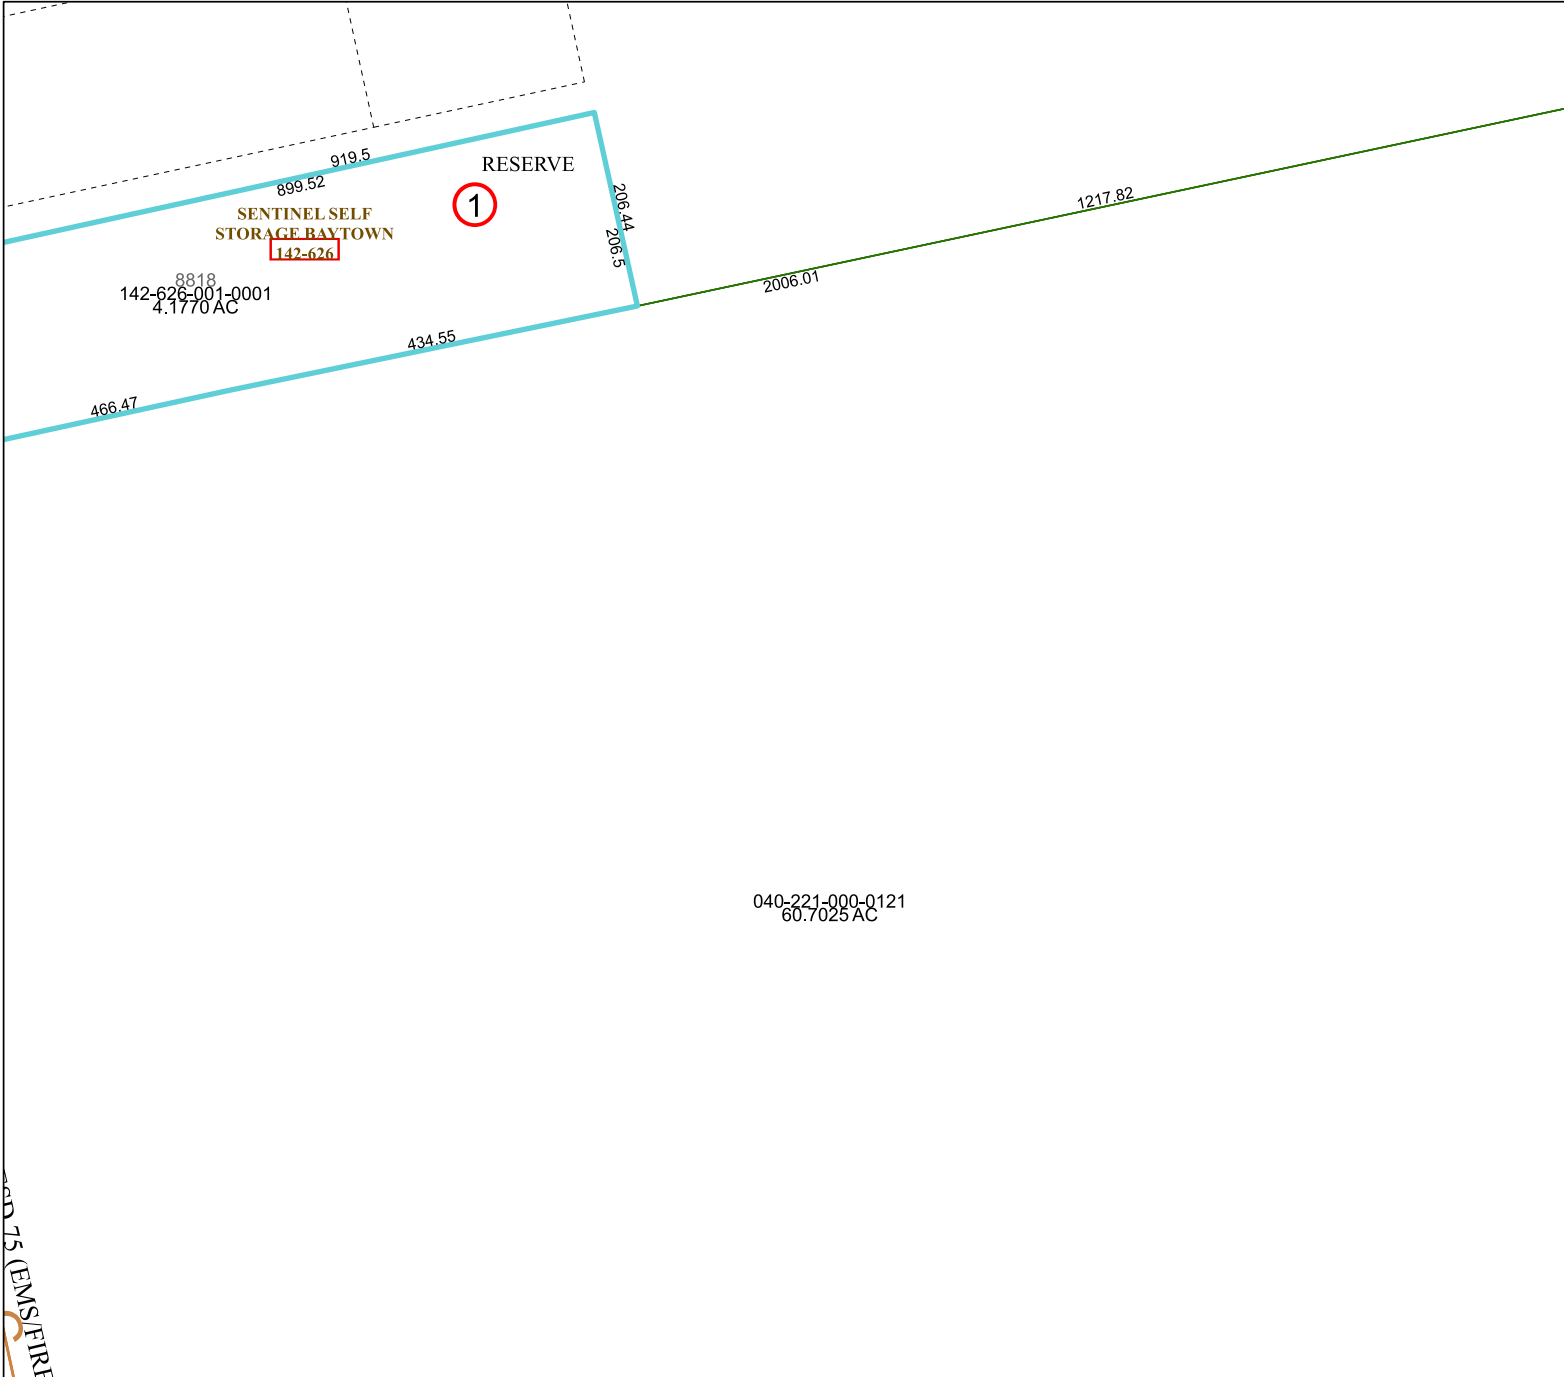 919.5
899.52
RESERVE
1
SENTINEL SELF
STORAGE BAYTOWN
142-626
206.44
206.5
1217.82
2006.01
8818
142-626-001-0001
4.1770 AC
434.55
466.47
040-221-000-0121
60.7025 AC
75 (EMS/FIRE